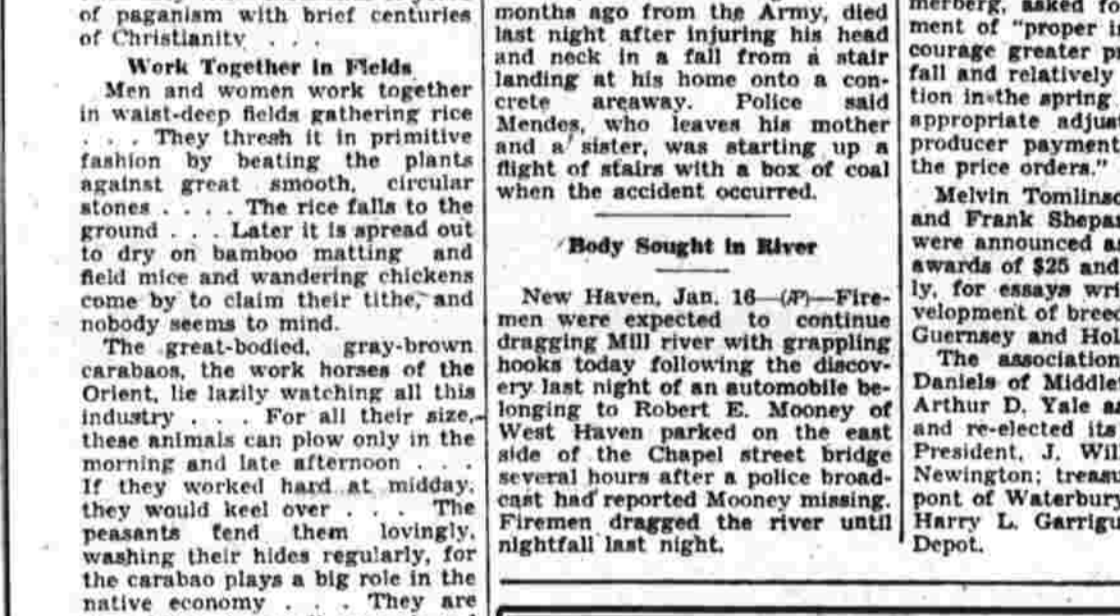 of paganism with brief centuries
of Christianity . . .
Work Together in Fields
Men and women work together
in waist-deep fields gathering rice
. . . They thresh it in primitive
fashion by beating the plants
against great smooth, circular
stones . . . . The rice falls to the
ground . . . Later it is spread out
to dry on bamboo matting and
field mice and wandering chickens
come by to claim their tithe, and
nobody seems to mind.
The great-bodied, gray-brown
carabaos, the work horses of the
Orient, lie lazily watching all this
industry . . . For all their size,
these animals can plow only in the
morning and late afternoon . . .
If they worked hard at midday,
they would keel over . . . The
peasants tend them lovingly,
washing their hides regularly, for
the carabao plays a big role in the
native economy . . . They are
months ago from the Army, died
last night after injuring his head
and neck in a fall from a stair
landing at his home onto a con-
crete areaway. Police said
Mendes, who leaves his mother
and a sister, was starting up a
flight of stairs with a box of coal
when the accident occurred.
Body Sought in River
New Haven, Jan. 16—(AP)—Fire-
men were expected to continue
dragging Mill river with grappling
hooks today following the discov-
ery last night of an automobile be-
longing to Robert E. Mooney of
West Haven parked on the east
side of the Chapel street bridge
several hours after a police broad-
cast had reported Mooney missing.
Firemen dragged the river until
nightfall last night.
merberg, asked fo
ment of "proper i
courage greater p
fall and relatively
tion in the spring
appropriate adjus
producer payment
the price orders."
Melvin Tomlins
and Frank Shepa
were announced a
awards of $25 and
ly, for essays wri
velopment of bree
Guernsey and Hol
The association
Daniels of Middle
Arthur D. Yale a
and re-elected its
President, J. Wil
Newington; treas
pont of Waterbur
Harry L. Garrigu
Depot.